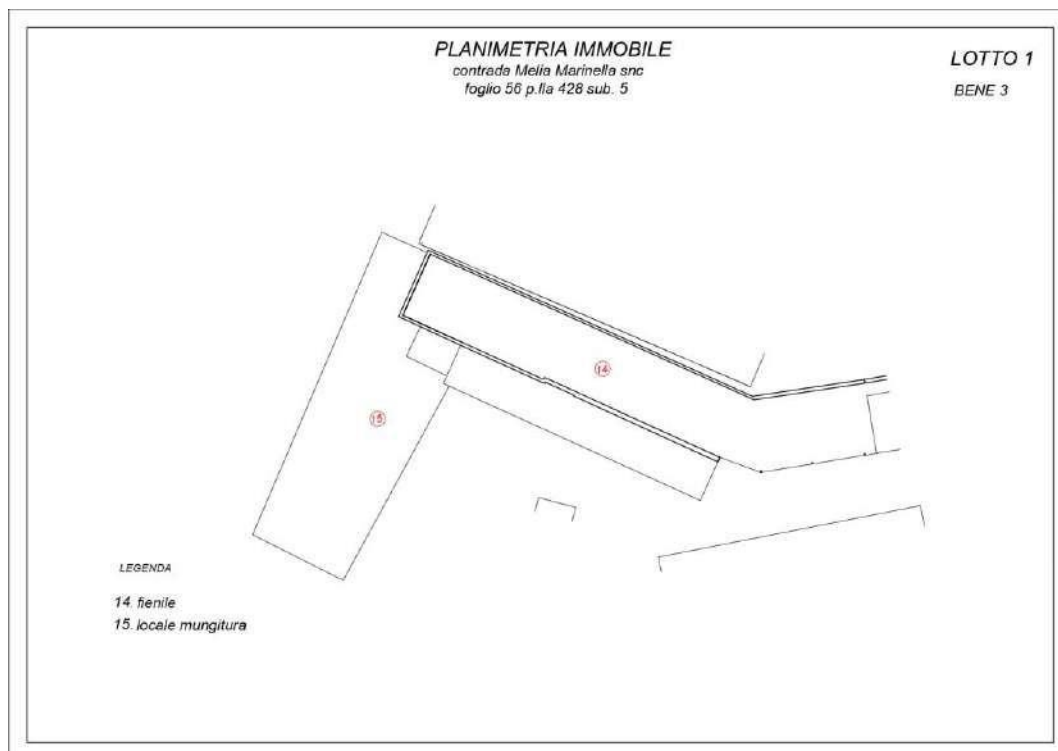 PLANIMETRIA IMMOBILE
contrada Melia Marinella snc
foglio 56 p.lla 428 sub. 5
LOTTO 1
BENE 3
14
15
LEGENDA
14. fienile
15. locale mungitura